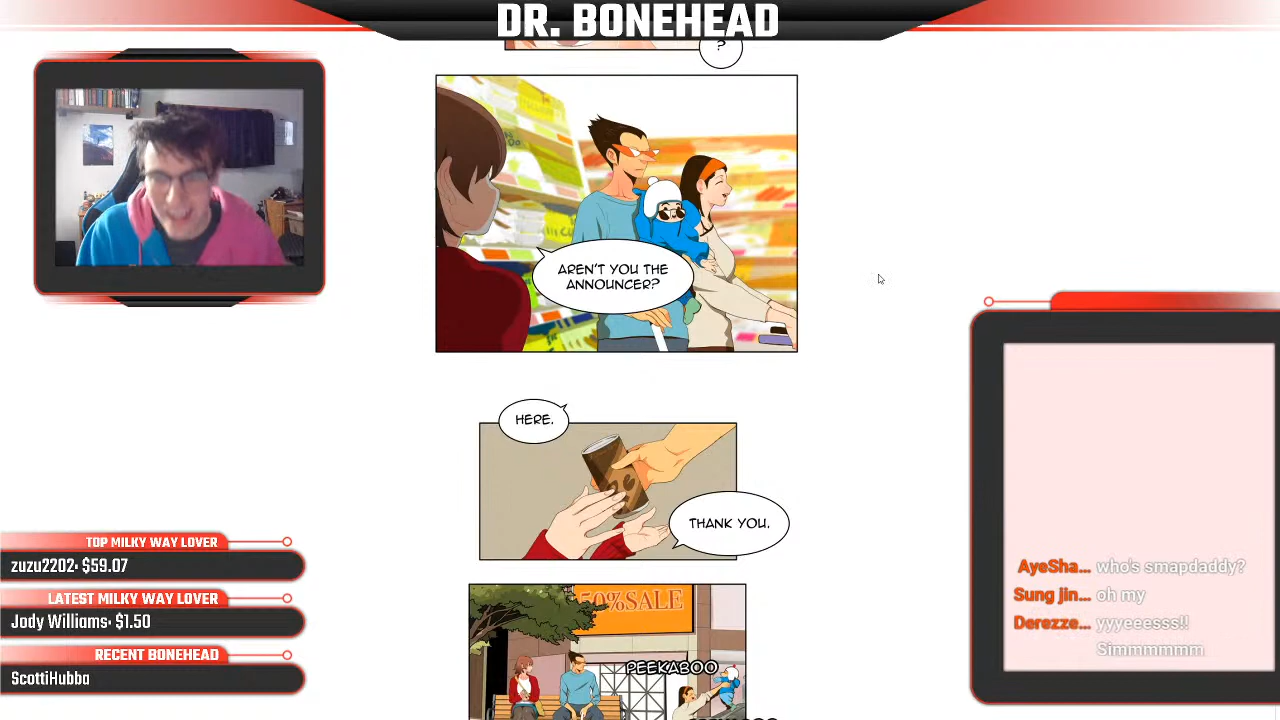 DR. BONEHEAD
?
AREN'T YOU THE
ANNOUNCER?
HERE.
THANK YOU.
50% SALE
PEEKABOO
PEEKABOO
TOP MILKY WAY LOVER
zuzu2202: $59.07
LATEST MILKY WAY LOVER
Jody Williams: $1.50
RECENT BONEHEAD
ScottiHubba
AyeSha... who's smapdaddy?
Sung jin... oh my
Derezze... yyyeeesss!!
Simmmmmm